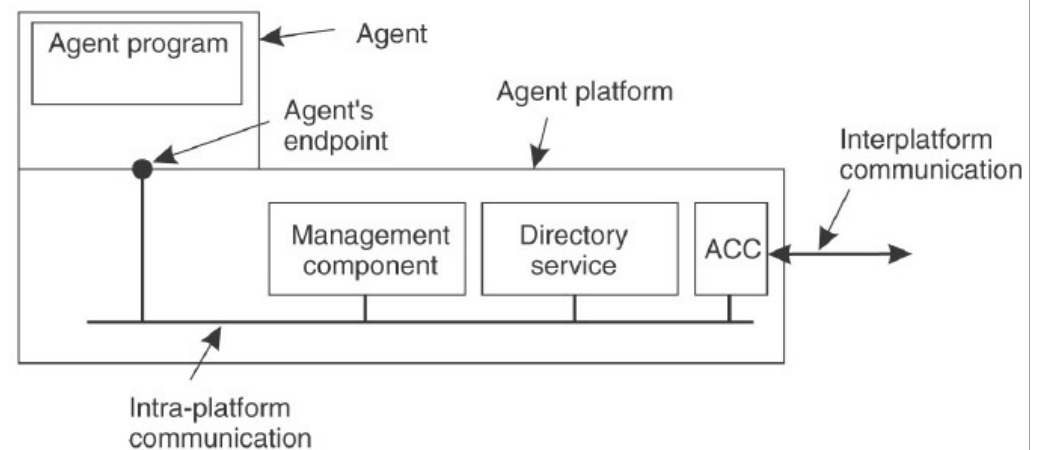 Agent program
Agent
Agent's
endpoint
Agent platform
Interplatform
communication
Management
component
Directory
service
ACC
Intra-platform
communication